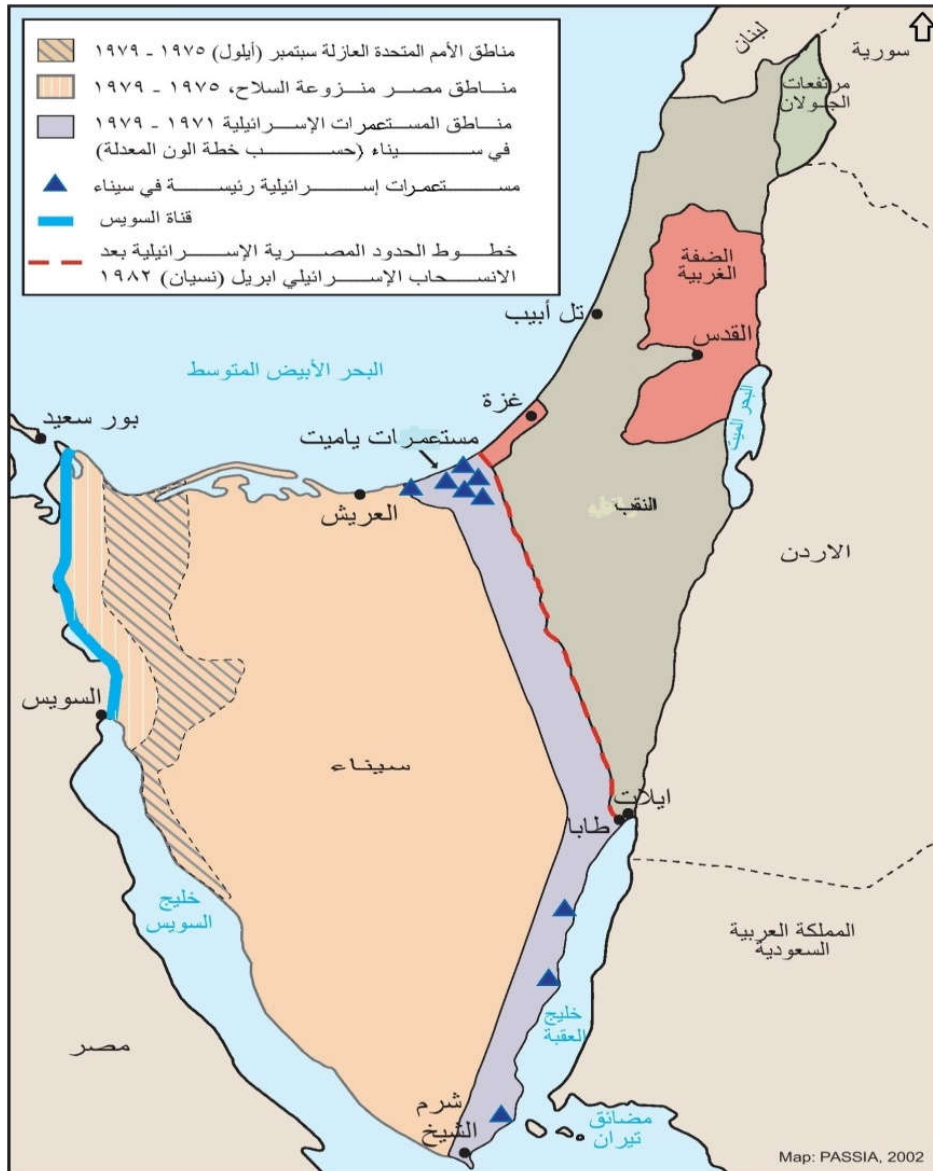 مناطق الأمم المتحدة العازلة سبتمبر (أيلول) ١٩٧٥ - ١٩٧٩
مناطق مصر منزوعة السلاح، ١٩٧٥ - ١٩٧٩
مناطق المستعمرات الإسرائيلية ١٩٧١ - ١٩٧٩
في سيناء (حسب خطة الون المعدلة)
مستعمرات إسرائيلية رئيسة في سيناء
قناة السويس
خطوط الحدود المصرية الإسرائيلية بعد
الانسحاب الإسرائيلي ابريل (نسيان) ١٩٨٢
لبنان
سورية
مرتفعات
الجولان
الضفة
الغربية
تل أبيب
القدس
البحر الأبيض المتوسط
البحر الميت
غزة
بور سعيد
مستعمرات ياميت
العريش
النقب
الاردن
السويس
سيناء
ايلات
طابا
خليج
السويس
المملكة العربية
السعودية
خليج
العقبة
مصر
شرم
الشيخ
مضائق
تيران
Map: PASSIA, 2002